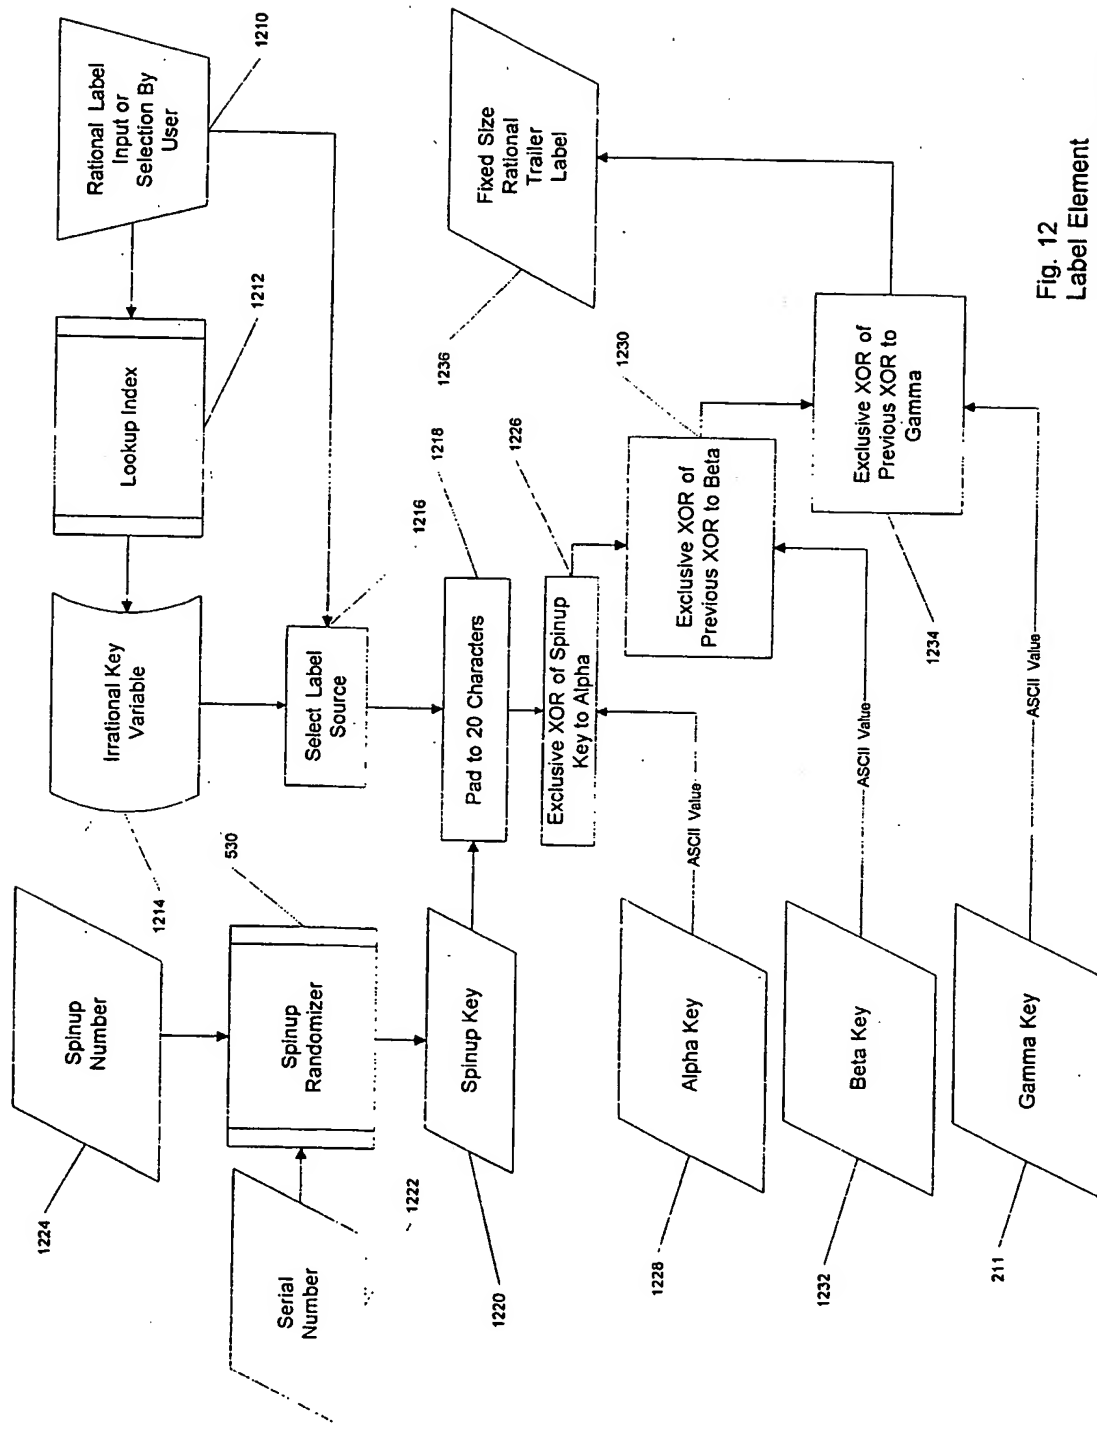 Spinup
Number
1224
Irrational Key
Variable
1214
Lookup Index
1212
Rational Label
Input or
Selection By
User
1210
Serial
Number
1222
Spinup
Randomizer
530
Select Label
Source
1216
Spinup Key
1220
Pad to 20 Characters
1218
Exclusive XOR of Spinup
Key to Alpha
1226
Fixed Size
Rational
Trailer
Label
1236
Alpha Key
1228
ASCII Value
Exclusive XOR of
Previous XOR to Beta
1230
Beta Key
1232
ASCII Value
Exclusive XOR of
Previous XOR to
Gamma
1234
Gamma Key
211
ASCII Value
Fig. 12
Label Element